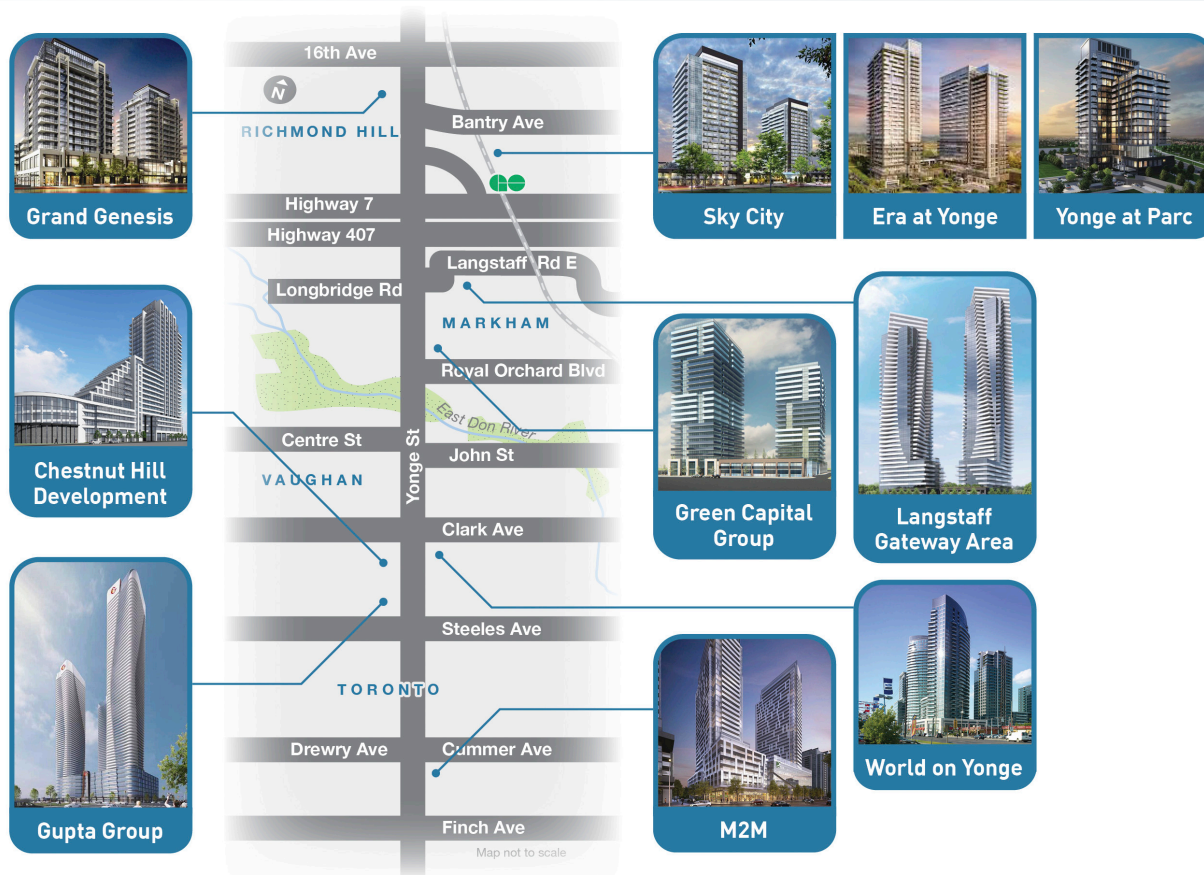 16th Ave
N
RICHMOND HILL
Bantry Ave
GO
Grand Genesis
Sky City
Era at Yonge
Yonge at Parc
Highway 7
Highway 407
Langstaff Rd E
Longbridge Rd
MARKHAM
Royal Orchard Blvd
East Don River
Centre St
John St
Yonge St
VAUGHAN
Chestnut Hill
Development
Green Capital
Group
Langstaff
Gateway Area
Clark Ave
Steeles Ave
TORONTO
Drewry Ave
Cummer Ave
World on Yonge
Finch Ave
Map not to scale
Gupta Group
M2M